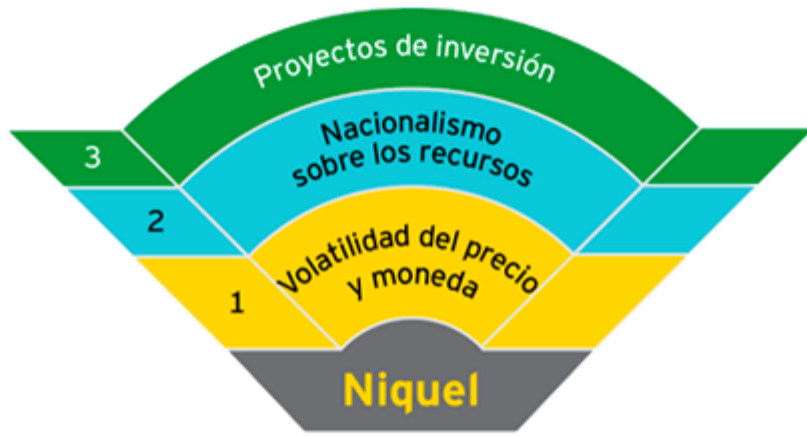 Proyectos de inversión
3
Nacionalismo
sobre los recursos
2
Volatilidad del precio
y moneda
1
Niquel